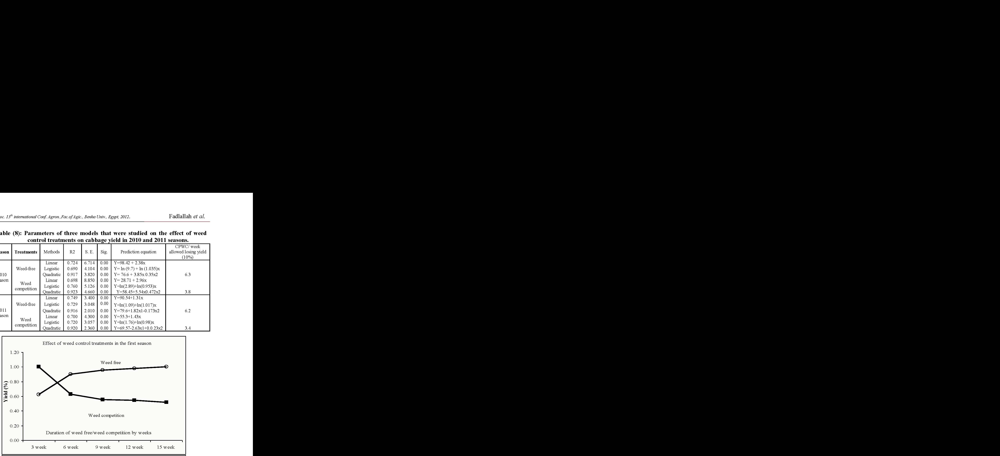 oc. 13th international Conf. Agron.,Fac.of Agic., Benha Univ., Egypt, 2012. Fadlallah et al.
able (8): Parameters of three models that were studied on the effect of weed
control treatments on cabbage yield in 2010 and 2011 seasons.
ason Treatments Methods R2 S. E. Sig. Prediction equation CPWC/ week allowed losing yield (10%)
010 ason
Weed-free
Linear 0.724 6.714 0.00 Y=98.42 + 2.38x
Logistic 0.690 4.104 0.00 Y= ln (9.7) + ln (1.035)x
Quadratic 0.917 3.820 0.00 Y= 76.6 + 3.85x 0.35x2 6.3
Weed competition
Linear 0.698 8.850 0.00 Y= 28.71 + 2.96x
Logistic 0.760 5.126 0.00 Y=ln(2.89)+ln(0.953)x
Quadratic 0.923 4.660 0.00 Y=58.45+5.54x0.472x2 3.8
011 ason
Weed-free
Linear 0.749 3.400 0.00 Y=90.54+1.31x
Logistic 0.729 3.048 0.00 Y=ln(1.09)+ln(1.017)x
Quadratic 0.916 2.010 0.00 Y=79.6+1.82x1-0.173x2 6.2
Weed competition
Linear 0.700 4.300 0.00 Y=55.3+1.43x
Logistic 0.720 3.057 0.00 Y=ln(1.76)+ln(0.98)x
Quadratic 0.920 2.360 0.00 Y=69.57-2.63x1+0.0.23x2 3.4
Effect of weed control treatments in the first season
1.20
1.00
0.80
0.60
0.40
0.20
0.00
Yield (%)
Weed free
Weed competition
Duration of weed free/weed competition by weeks
3 week 6 week 9 week 12 week 15 week